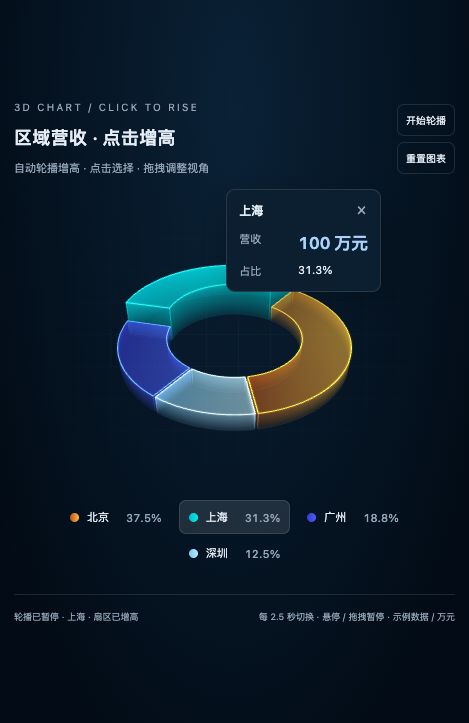 3D CHART / CLICK TO RISE
区域营收 · 点击增高
自动轮播增高 · 点击选择 · 拖拽调整视角
开始轮播
重置图表
上海 ×
营收 100 万元
占比 31.3%
北京 37.5% 上海 31.3% 广州 18.8%
深圳 12.5%
轮播已暂停 · 上海 · 扇区已增高 每 2.5 秒切换 · 悬停 / 拖拽暂停 · 示例数据 / 万元